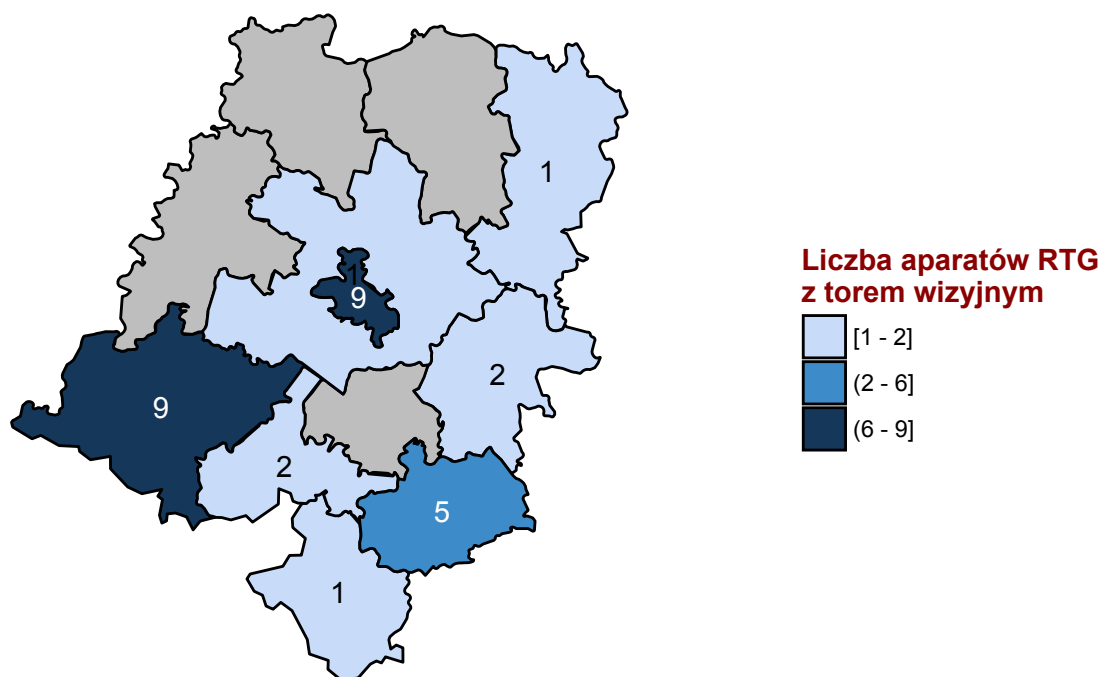 1
1
9
Liczba aparatów RTG
z torem wizyjnym
[1 - 2]
(2 - 6]
(6 - 9]
2
9
2
5
1